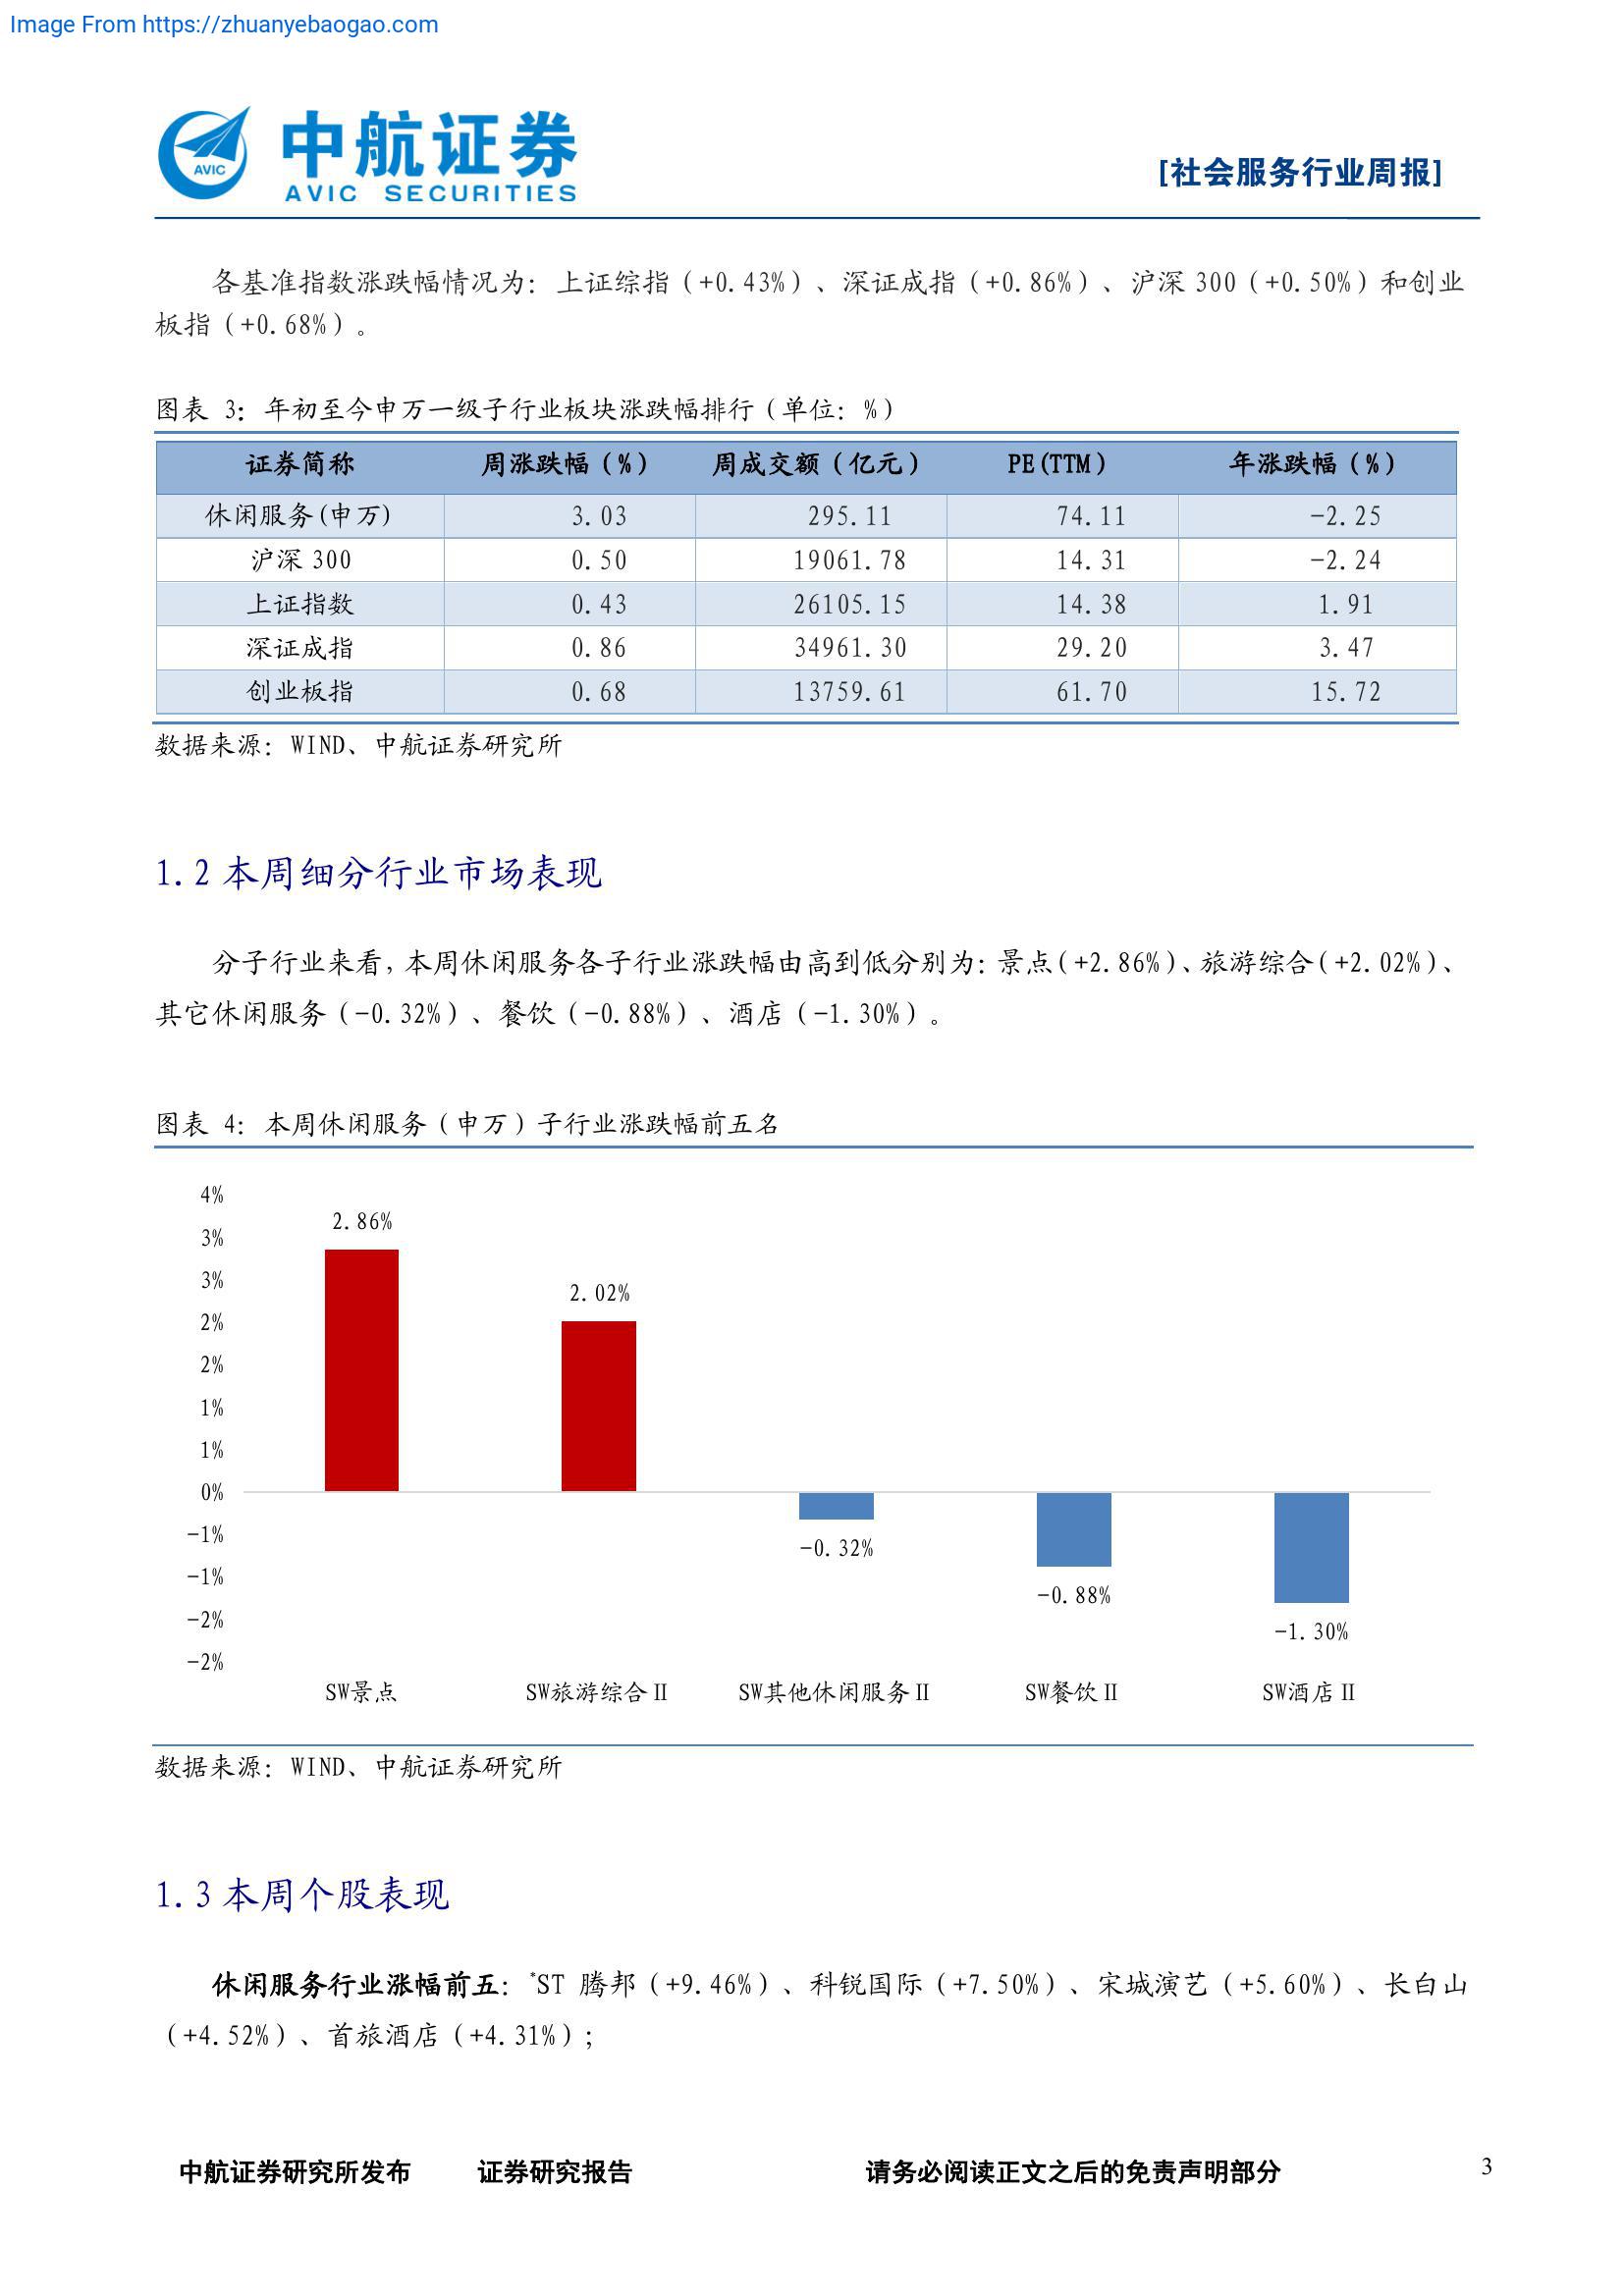 Image From https://zhuanyebaogao.com
AVIC
中航证券
AVIC SECURITIES
[社会服务行业周报]
各基准指数涨跌幅情况为：上证综指（+0.43%）、深证成指（+0.86%）、沪深 300（+0.50%）和创业
板指（+0.68%）。
图表 3：年初至今申万一级子行业板块涨跌幅排行（单位：%）
证券简称 周涨跌幅（%） 周成交额（亿元） PE(TTM) 年涨跌幅（%）
休闲服务(申万) 3.03 295.11 74.11 -2.25
沪深 300 0.50 19061.78 14.31 -2.24
上证指数 0.43 26105.15 14.38 1.91
深证成指 0.86 34961.30 29.20 3.47
创业板指 0.68 13759.61 61.70 15.72
数据来源：WIND、中航证券研究所
1.2 本周细分行业市场表现
分子行业来看，本周休闲服务各子行业涨跌幅由高到低分别为：景点(+2.86%)、旅游综合(+2.02%)、
其它休闲服务（-0.32%）、餐饮（-0.88%）、酒店（-1.30%）。
图表 4：本周休闲服务（申万）子行业涨跌幅前五名
4%
3%
3%
2%
2%
1%
1%
0%
-1%
-1%
-2%
-2%
2.86%
2.02%
-0.32%
-0.88%
-1.30%
SW景点 SW旅游综合Ⅱ SW其他休闲服务Ⅱ SW餐饮Ⅱ SW酒店Ⅱ
数据来源：WIND、中航证券研究所
1.3 本周个股表现
休闲服务行业涨幅前五：*ST 腾邦（+9.46%）、科锐国际（+7.50%）、宋城演艺（+5.60%）、长白山
（+4.52%）、首旅酒店（+4.31%）；
中航证券研究所发布 证券研究报告 请务必阅读正文之后的免责声明部分 3